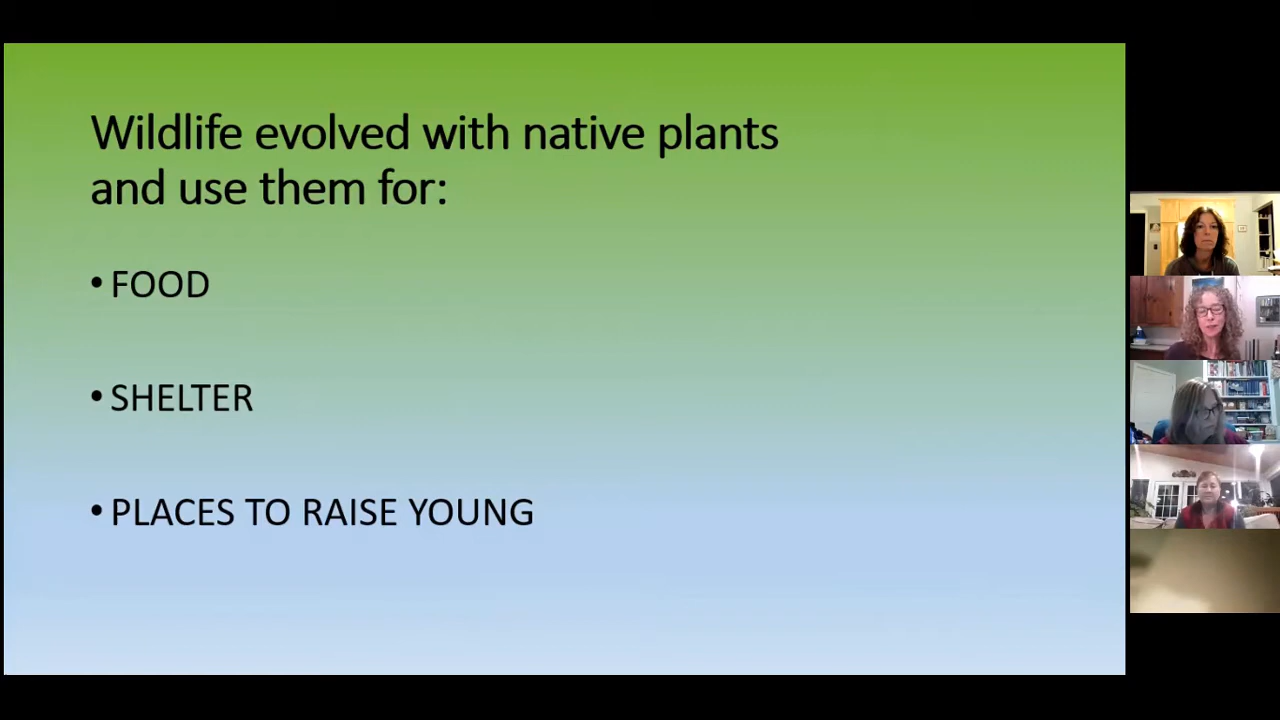 Wildlife evolved with native plants
and use them for:
• FOOD
• SHELTER
• PLACES TO RAISE YOUNG